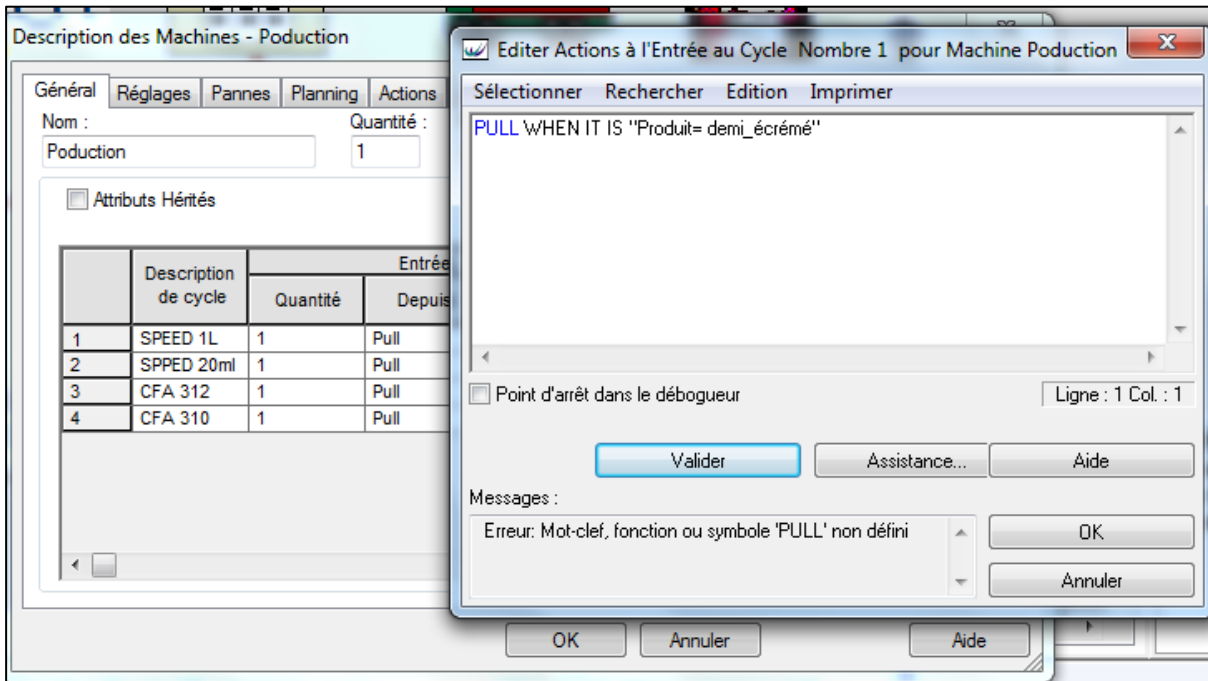 Description des Machines - Poduction
Général Réglages Pannes Planning Actions
Nom :
Quantité :
Poduction
1
Attributs Hérités
Entrée
Description de cycle
Quantité
Depuis
1 SPEED 1L 1 Pull
2 SPPED 20ml 1 Pull
3 CFA 312 1 Pull
4 CFA 310 1 Pull
OK Annuler Aide
Editer Actions à l'Entrée au Cycle Nombre 1 pour Machine Poduction
Sélectionner Rechercher Edition Imprimer
PULL WHEN IT IS "Produit= demi_écrémé"
Point d'arrêt dans le débogueur
Ligne : 1 Col. : 1
Valider Assistance... Aide
Messages :
Erreur: Mot-clef, fonction ou symbole 'PULL' non défini
OK
Annuler